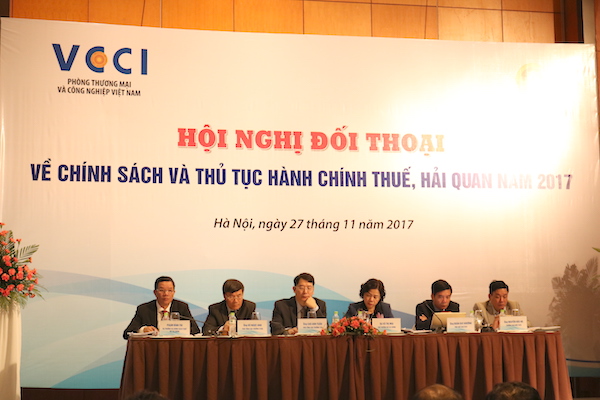 VCCI
PHÒNG THƯƠNG MẠI
VÀ CÔNG NGHIỆP VIỆT NAM
HỘI NGHỊ ĐỐI THOẠI
VỀ CHÍNH SÁCH VÀ THỦ TỤC HÀNH CHÍNH THUẾ, HẢI QUAN NĂM 2017
Hà Nội, ngày 27 tháng 11 năm 2017